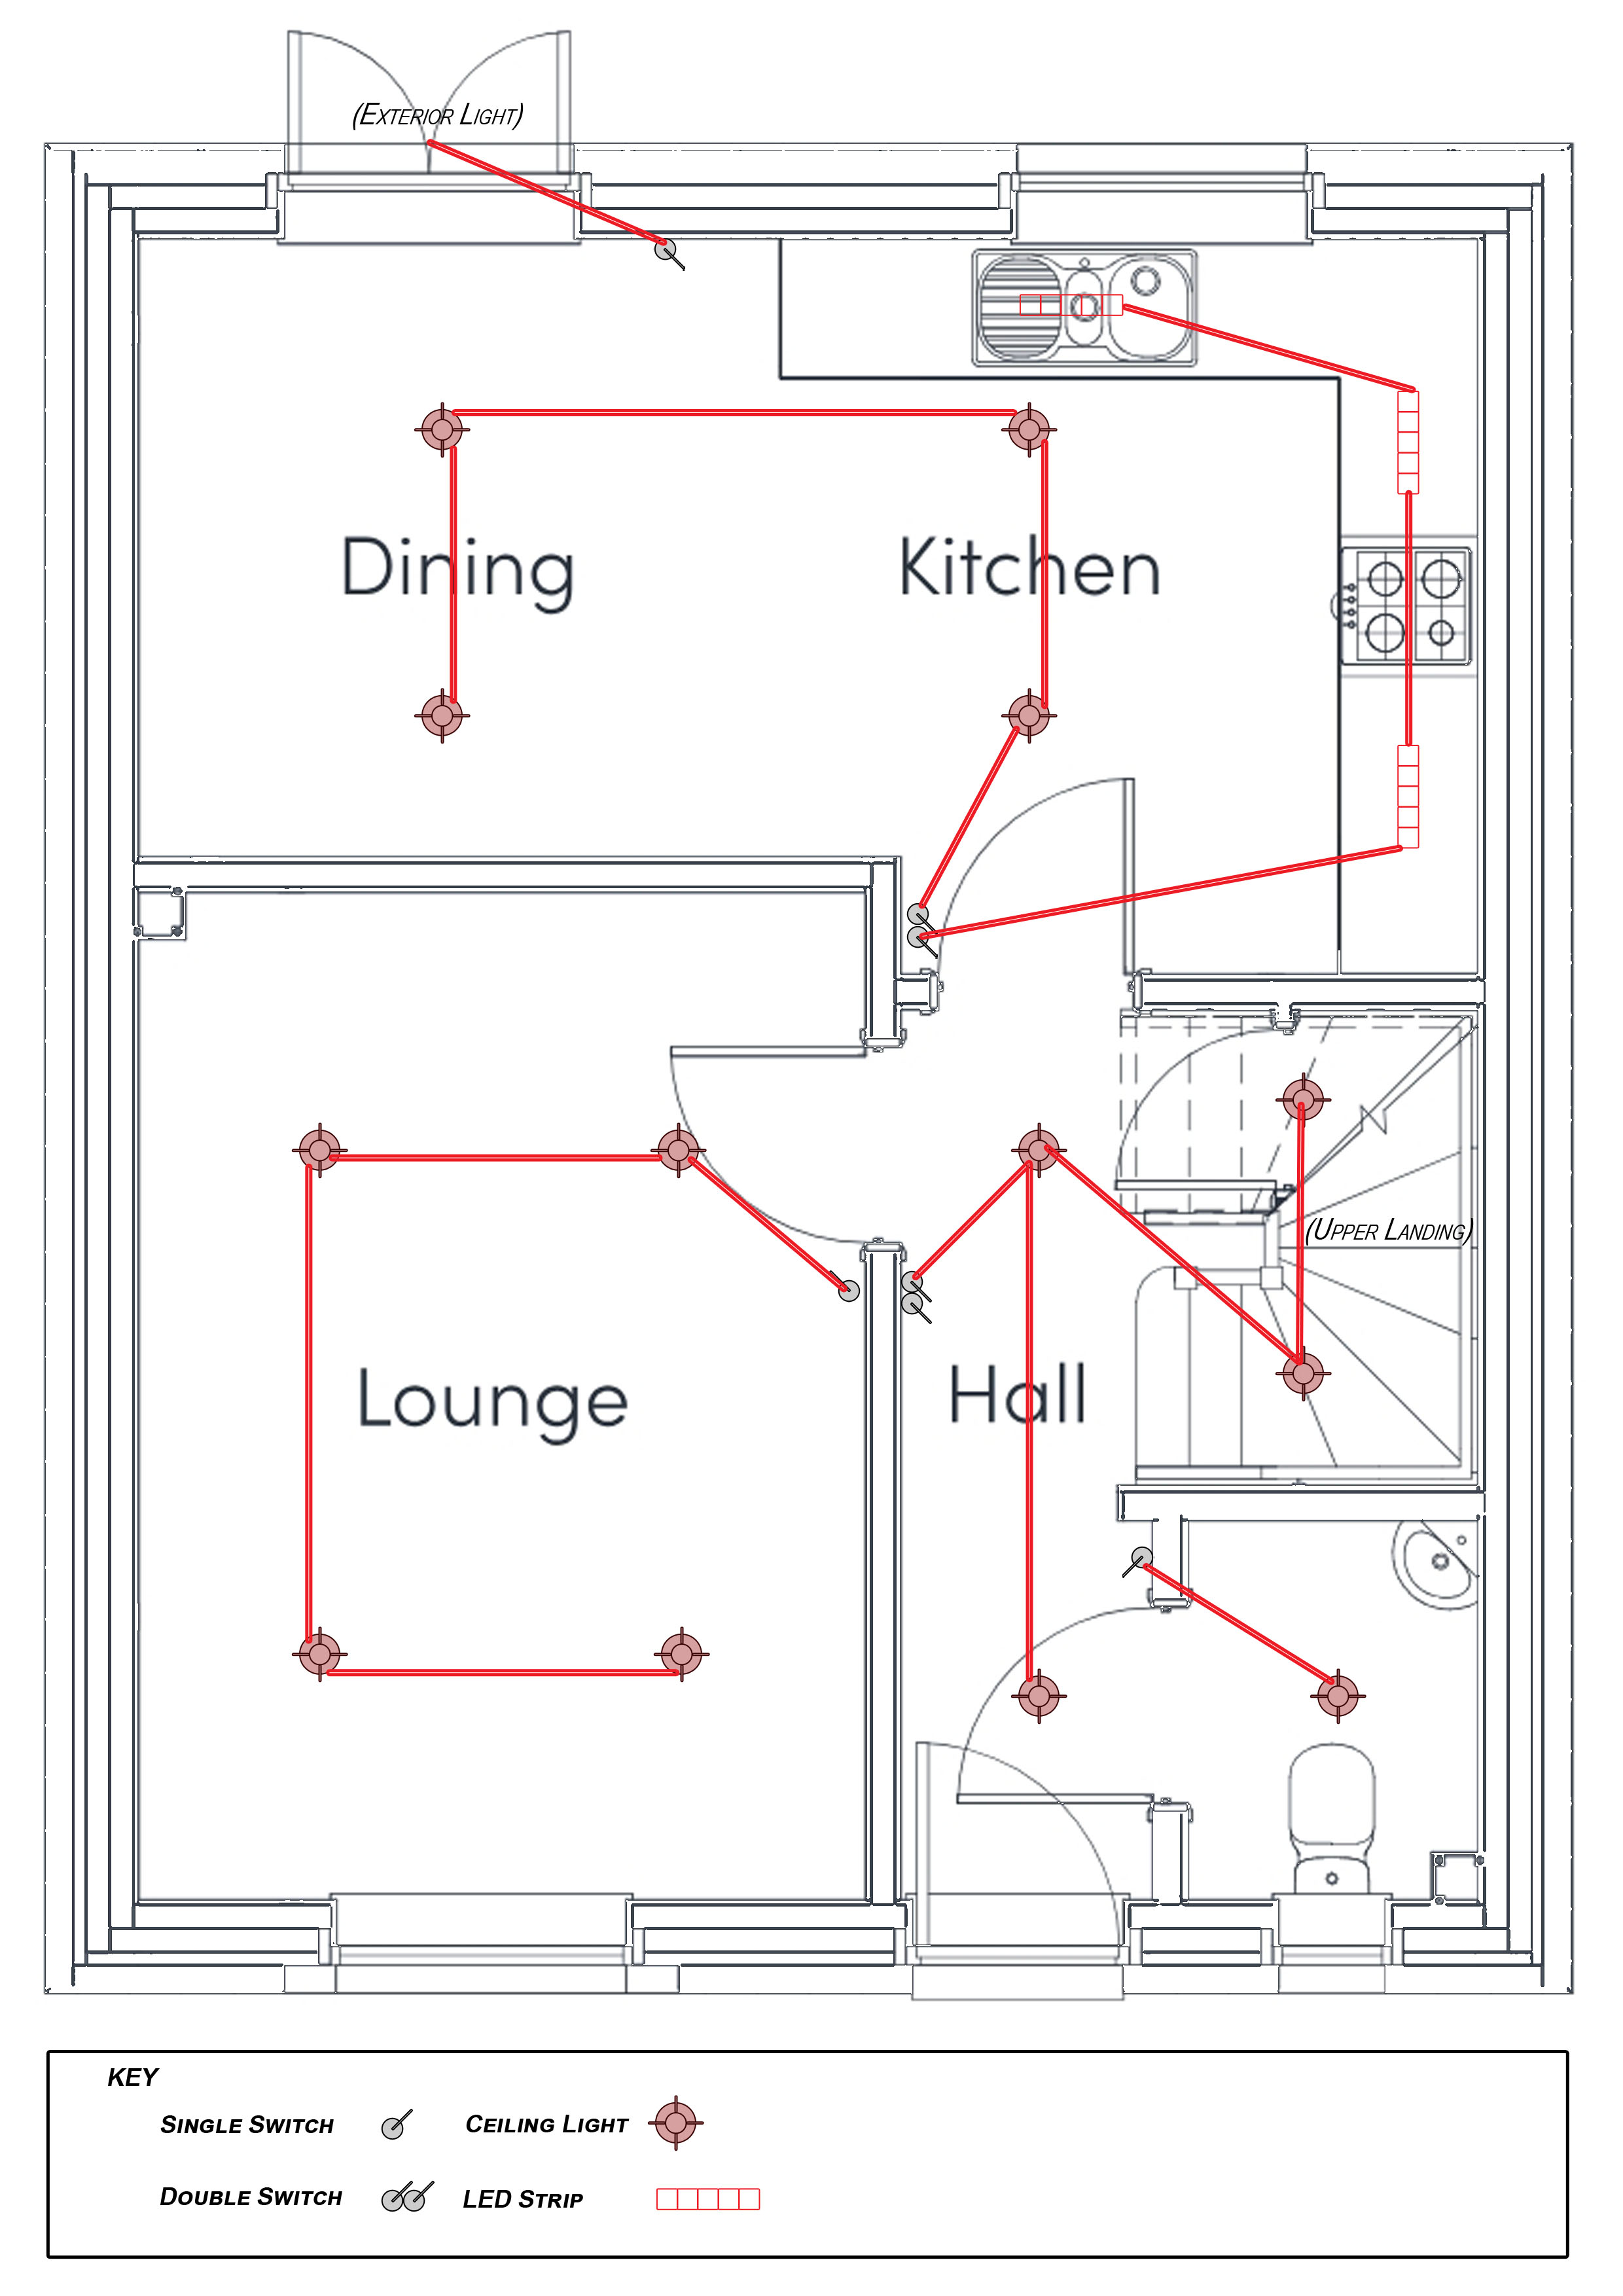 (Exterior Light)
Dining
Kitchen
(Upper Landing)
Lounge
Hall
KEY
Single Switch
Ceiling Light
Double Switch
LED Strip